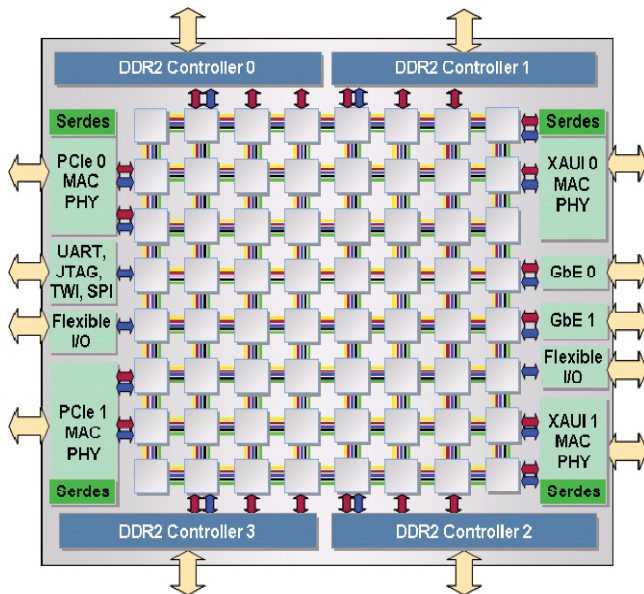 DDR2 Controller 0
DDR2 Controller 1
Serdes
PCIe 0
MAC
PHY
UART,
JTAG,
TWI, SPI
Flexible
I/O
PCIe 1
MAC
PHY
Serdes
Serdes
XAUI 0
MAC
PHY
GbE 0
GbE 1
Flexible
I/O
XAUI 1
MAC
PHY
Serdes
DDR2 Controller 3
DDR2 Controller 2